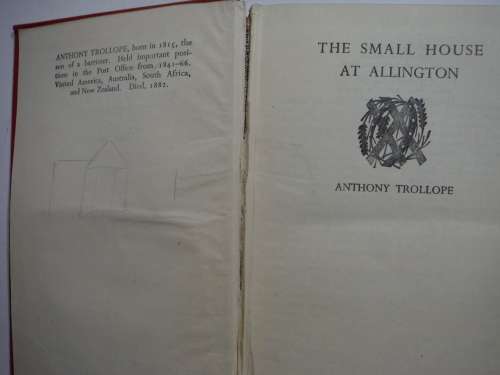 ANTHONY TROLLOPE, born in 1815, the
son of a barrister. Held important posi-
tions in the Post Office from 1841-66.
Visited America, Australia, South Africa,
and New Zealand. Died, 1882.
THE SMALL HOUSE
AT ALLINGTON
ANTHONY TROLLOPE